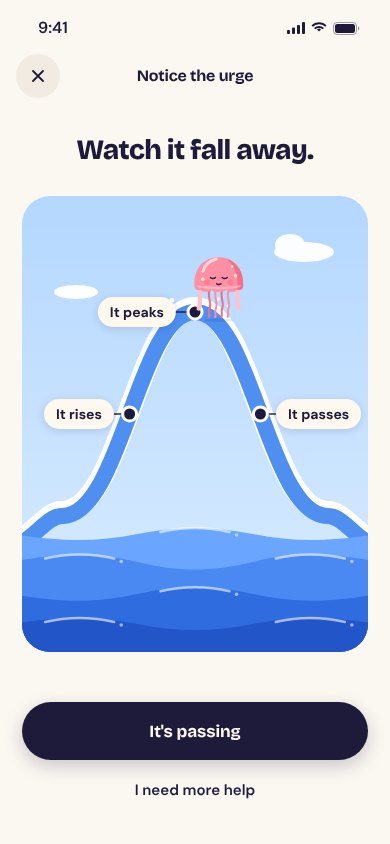 9:41
Notice the urge
Watch it fall away.
It peaks
It rises
It passes
It's passing
I need more help